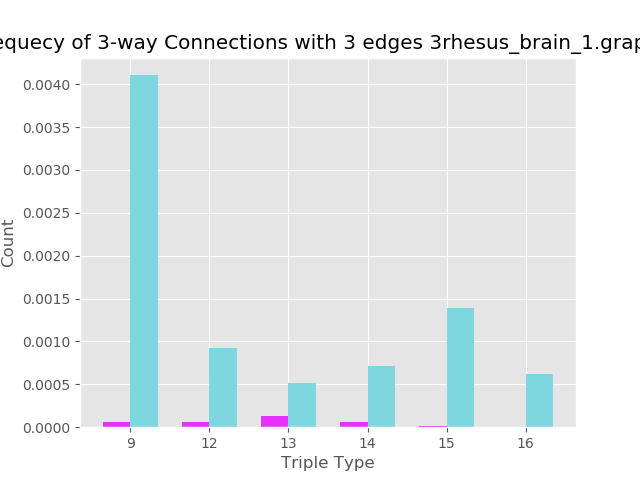 equecy of 3-way Connections with 3 edges 3rhesus_brain_1.grap
0.0040
0.0035
0.0030
0.0025
0.0020
0.0015
0.0010
0.0005
0.0000
Count
9 12 13 14 15 16
Triple Type